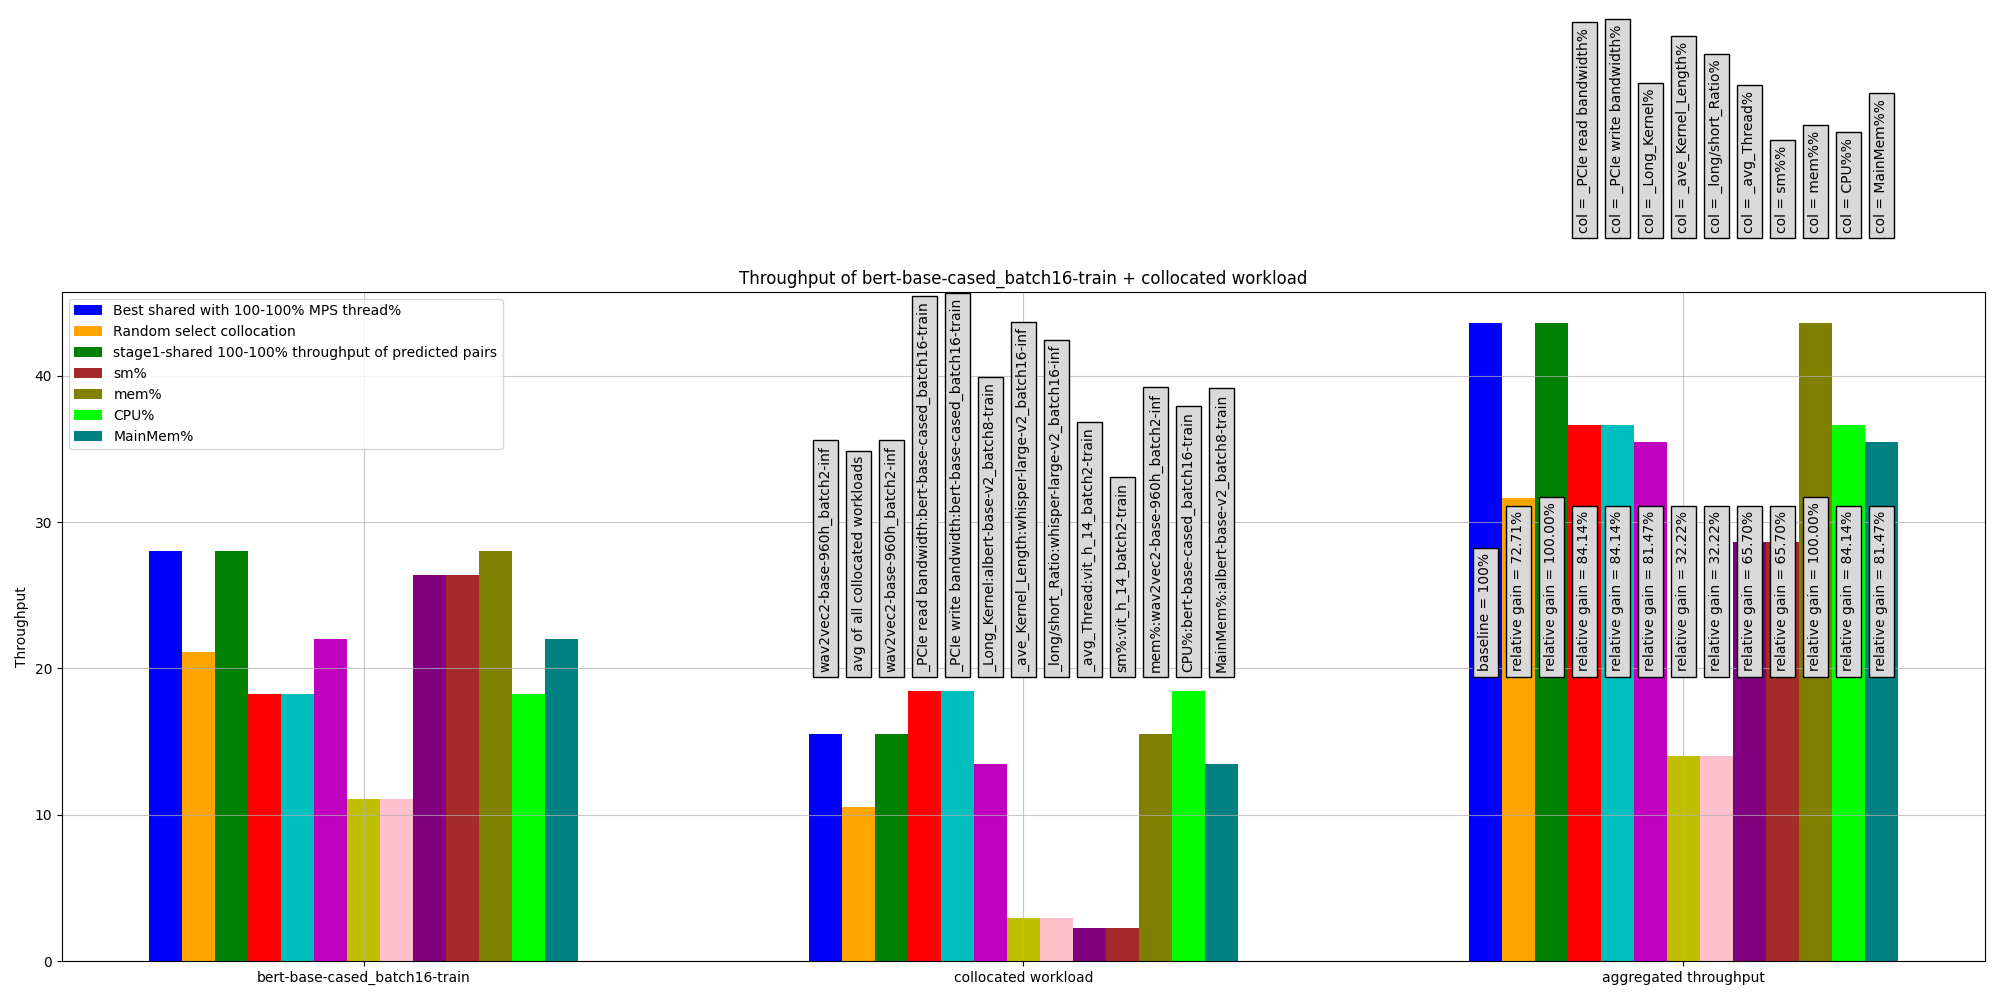 col = _PCIe read bandwidth%
col = _PCIe write bandwidth%
col = _Long_Kernel%
col = _ave_Kernel_Length%
col = _long/short_Ratio%
col = _avg_Thread%
col = sm%%
col = mem%%
col = CPU%%
col = MainMem%%
Throughput of bert-base-cased_batch16-train + collocated workload
Best shared with 100-100% MPS thread%
Random select collocation
stage1-shared 100-100% throughput of predicted pairs
sm%
mem%
CPU%
MainMem%
Throughput
40
30
20
10
0
wav2vec2-base-960h_batch2-inf
avg of all collocated workloads
wav2vec2-base-960h_batch2-inf
_PCIe read bandwidth:bert-base-cased_batch16-train
_PCIe write bandwidth:bert-base-cased_batch16-train
_Long_Kernel:albert-base-v2_batch8-train
_ave_Kernel_Length:whisper-large-v2_batch16-inf
_long/short_Ratio:whisper-large-v2_batch16-inf
_avg_Thread:vit_h_14_batch2-train
sm%:vit_h_14_batch2-train
mem%:wav2vec2-base-960h_batch2-inf
CPU%:bert-base-cased_batch16-train
MainMem%:albert-base-v2_batch8-train
baseline = 100%
relative gain = 72.71%
relative gain = 100.00%
relative gain = 84.14%
relative gain = 84.14%
relative gain = 81.47%
relative gain = 32.22%
relative gain = 32.22%
relative gain = 65.70%
relative gain = 65.70%
relative gain = 100.00%
relative gain = 84.14%
relative gain = 81.47%
bert-base-cased_batch16-train
collocated workload
aggregated throughput